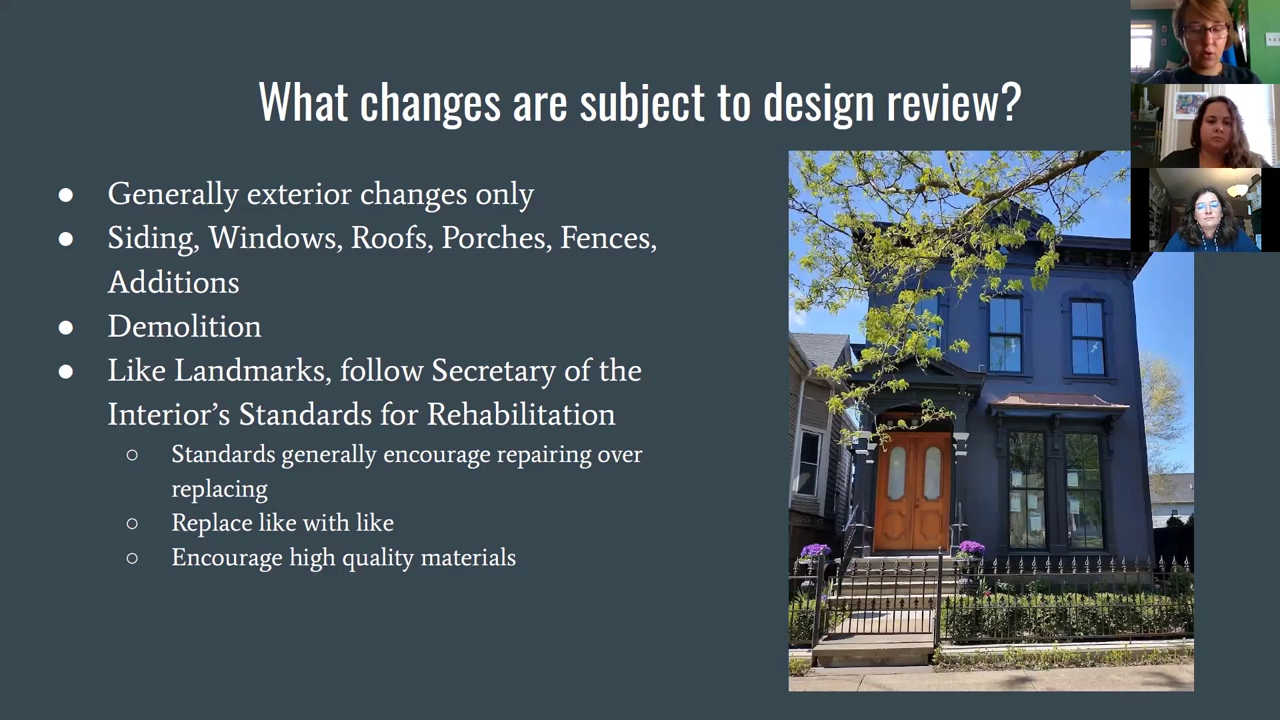 What changes are subject to design review?
● Generally exterior changes only
● Siding, Windows, Roofs, Porches, Fences,
Additions
● Demolition
● Like Landmarks, follow Secretary of the
Interior’s Standards for Rehabilitation
○ Standards generally encourage repairing over
replacing
○ Replace like with like
○ Encourage high quality materials